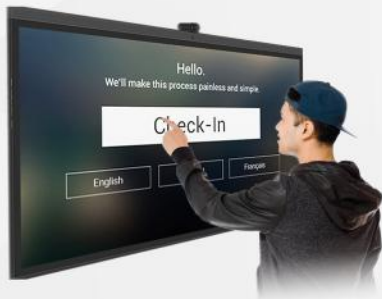 Hello.
We'll make this process painless and simple.
Check-In
English
Français